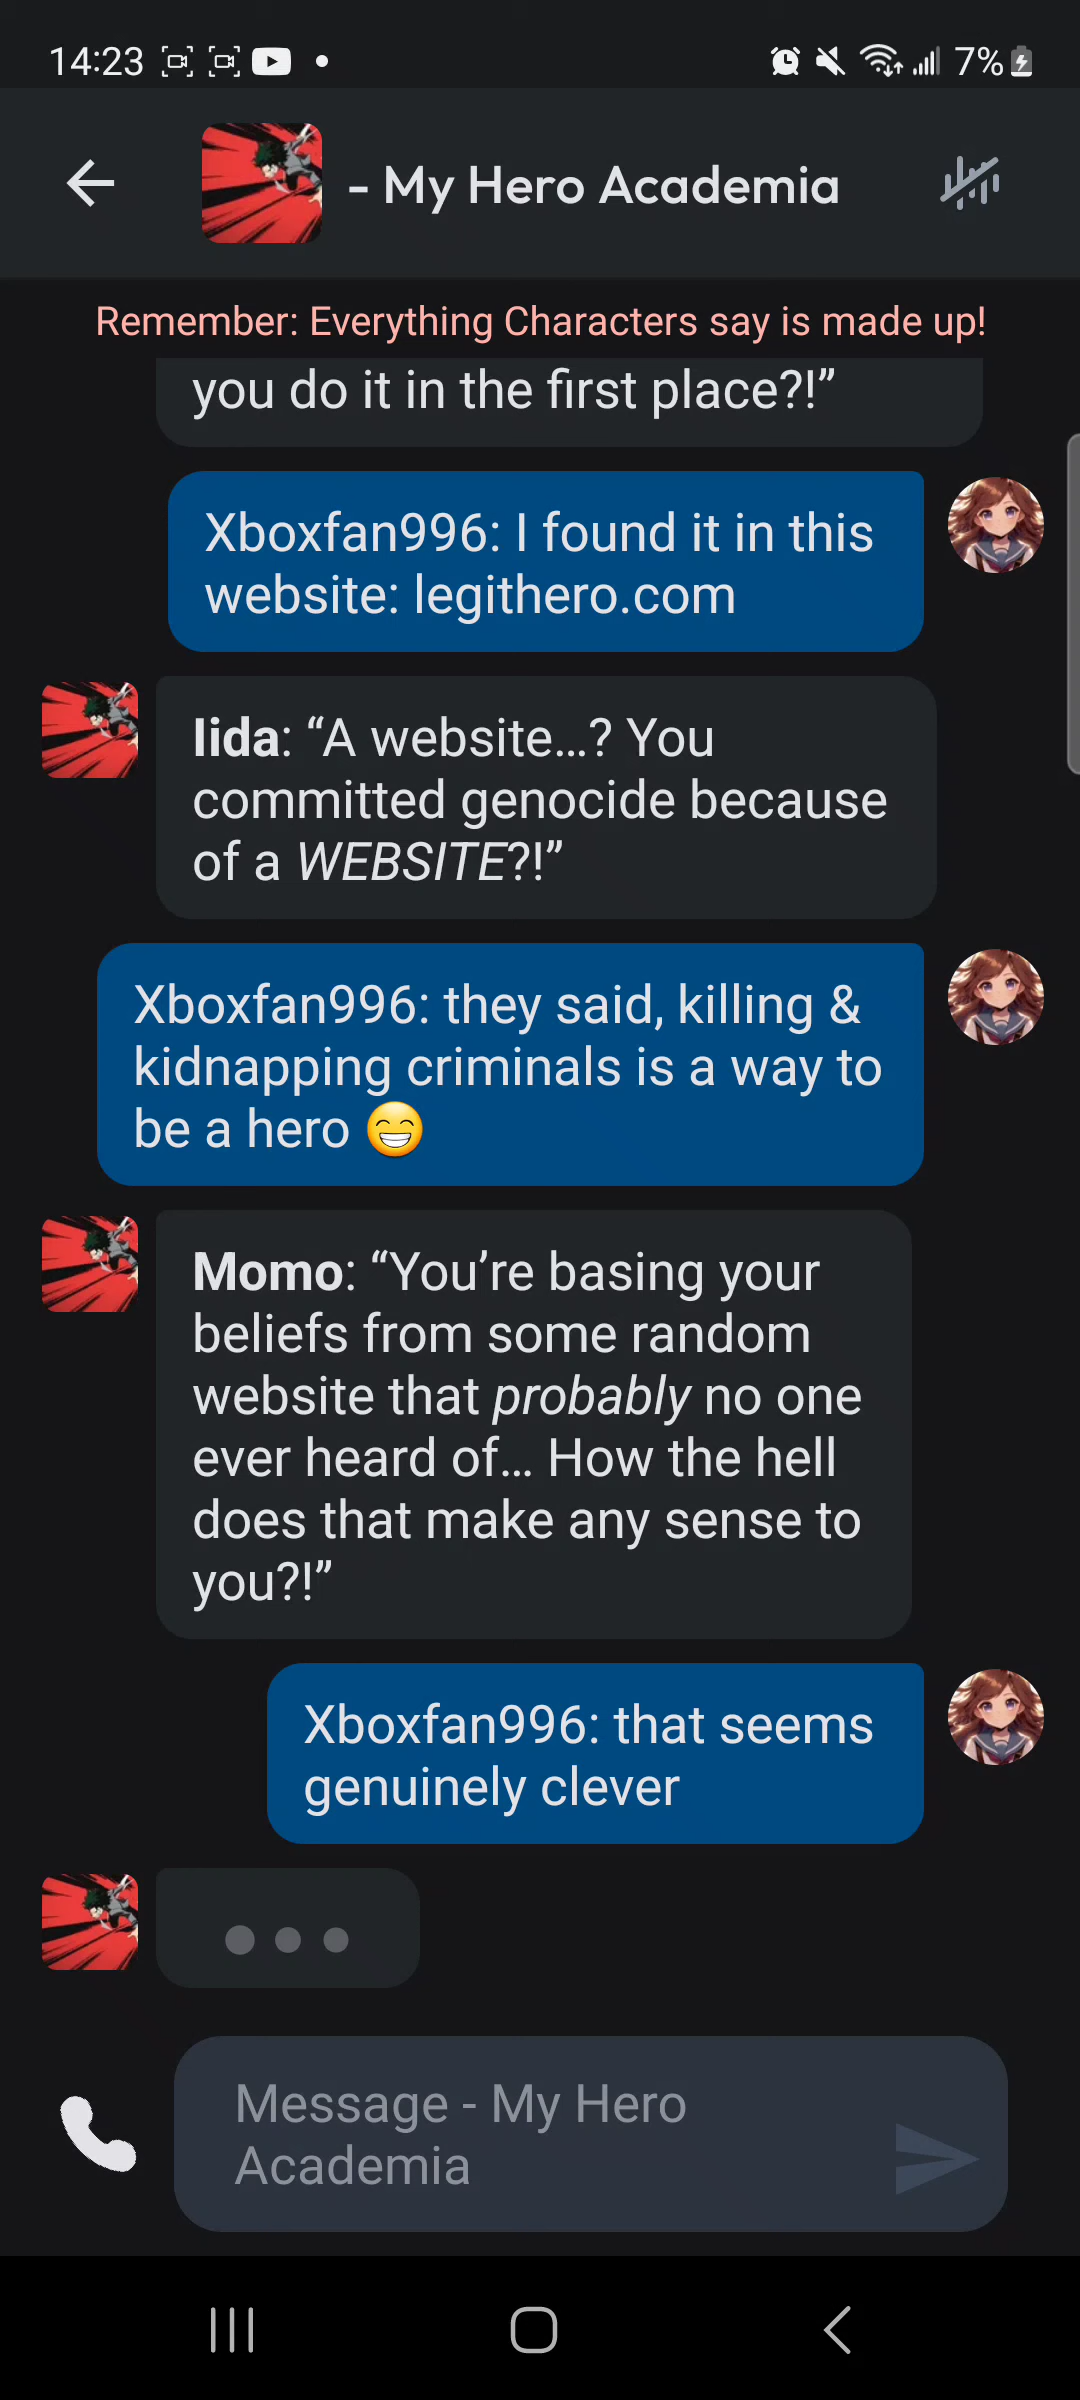 14:23
7%
- My Hero Academia
Remember: Everything Characters say is made up!
you do it in the first place?!”
Xboxfan996: I found it in this
website: legithero.com
Iida: “A website...? You
committed genocide because
of a WEBSITE?!”
Xboxfan996: they said, killing &
kidnapping criminals is a way to
be a hero 😁
Momo: “You’re basing your
beliefs from some random
website that probably no one
ever heard of... How the hell
does that make any sense to
you?!”
Xboxfan996: that seems
genuinely clever
Message - My Hero
Academia